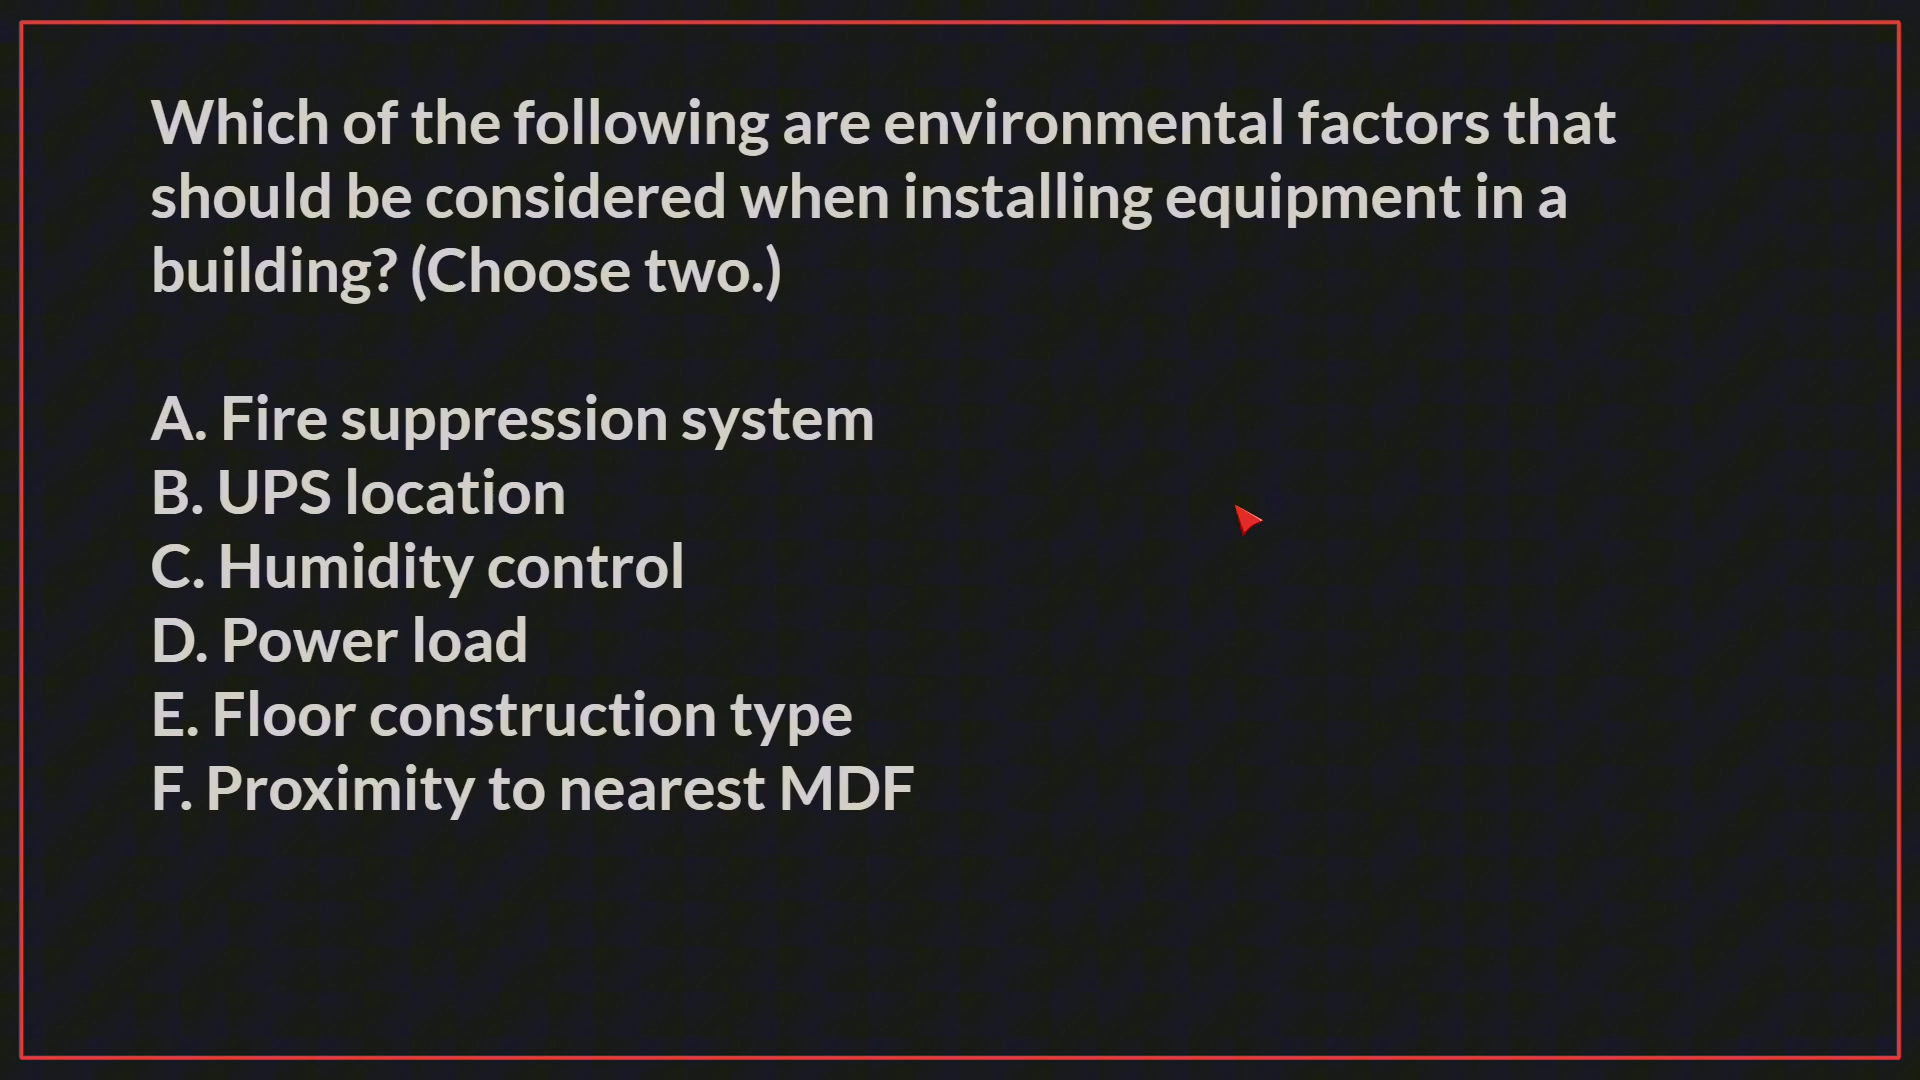 Which of the following are environmental factors that
should be considered when installing equipment in a
building? (Choose two.)
A. Fire suppression system
B. UPS location
C. Humidity control
D. Power load
E. Floor construction type
F. Proximity to nearest MDF